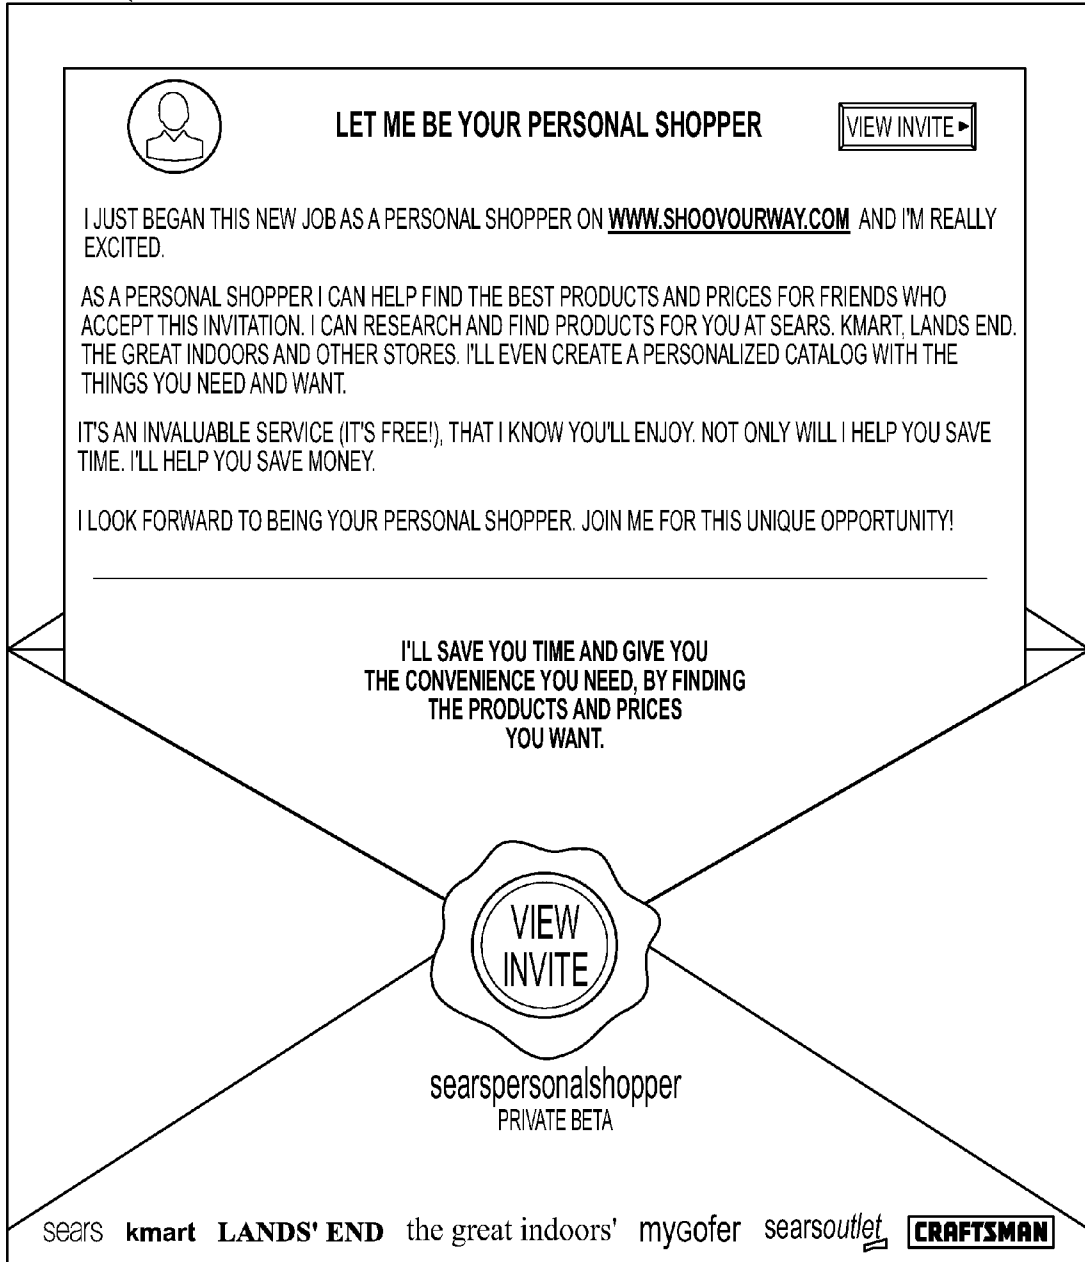 LET ME BE YOUR PERSONAL SHOPPER
VIEW INVITE
I JUST BEGAN THIS NEW JOB AS A PERSONAL SHOPPER ON WWW.SHOOVOURWAY.COM AND I'M REALLY
EXCITED.
AS A PERSONAL SHOPPER I CAN HELP FIND THE BEST PRODUCTS AND PRICES FOR FRIENDS WHO
ACCEPT THIS INVITATION. I CAN RESEARCH AND FIND PRODUCTS FOR YOU AT SEARS. KMART, LANDS END.
THE GREAT INDOORS AND OTHER STORES. I'LL EVEN CREATE A PERSONALIZED CATALOG WITH THE
THINGS YOU NEED AND WANT.
IT'S AN INVALUABLE SERVICE (IT'S FREE!), THAT I KNOW YOU'LL ENJOY. NOT ONLY WILL I HELP YOU SAVE
TIME. I'LL HELP YOU SAVE MONEY.
I LOOK FORWARD TO BEING YOUR PERSONAL SHOPPER. JOIN ME FOR THIS UNIQUE OPPORTUNITY!
I'LL SAVE YOU TIME AND GIVE YOU
THE CONVENIENCE YOU NEED, BY FINDING
THE PRODUCTS AND PRICES
YOU WANT.
VIEW
INVITE
searspersonalshopper
PRIVATE BETA
sears kmart LANDS' END the great indoors' myGofer searsoutlet CRAFTSMAN